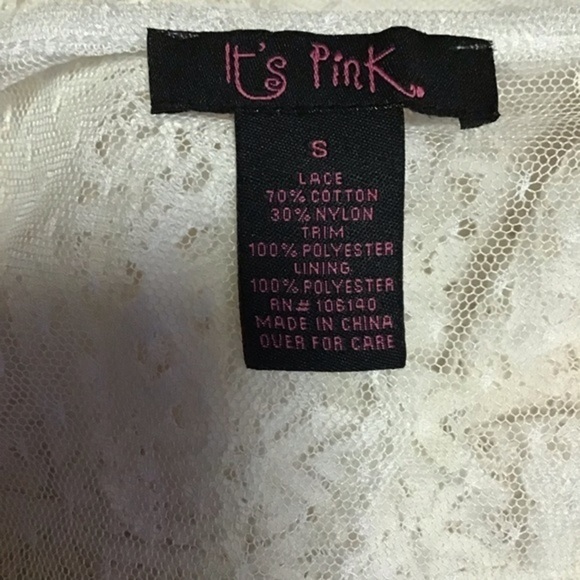 It's Pink.
S
LACE
70% COTTON
30% NYLON
TRIM
100% POLYESTER
LINING
100% POLYESTER
RN# 106140
MADE IN CHINA
OVER FOR CARE